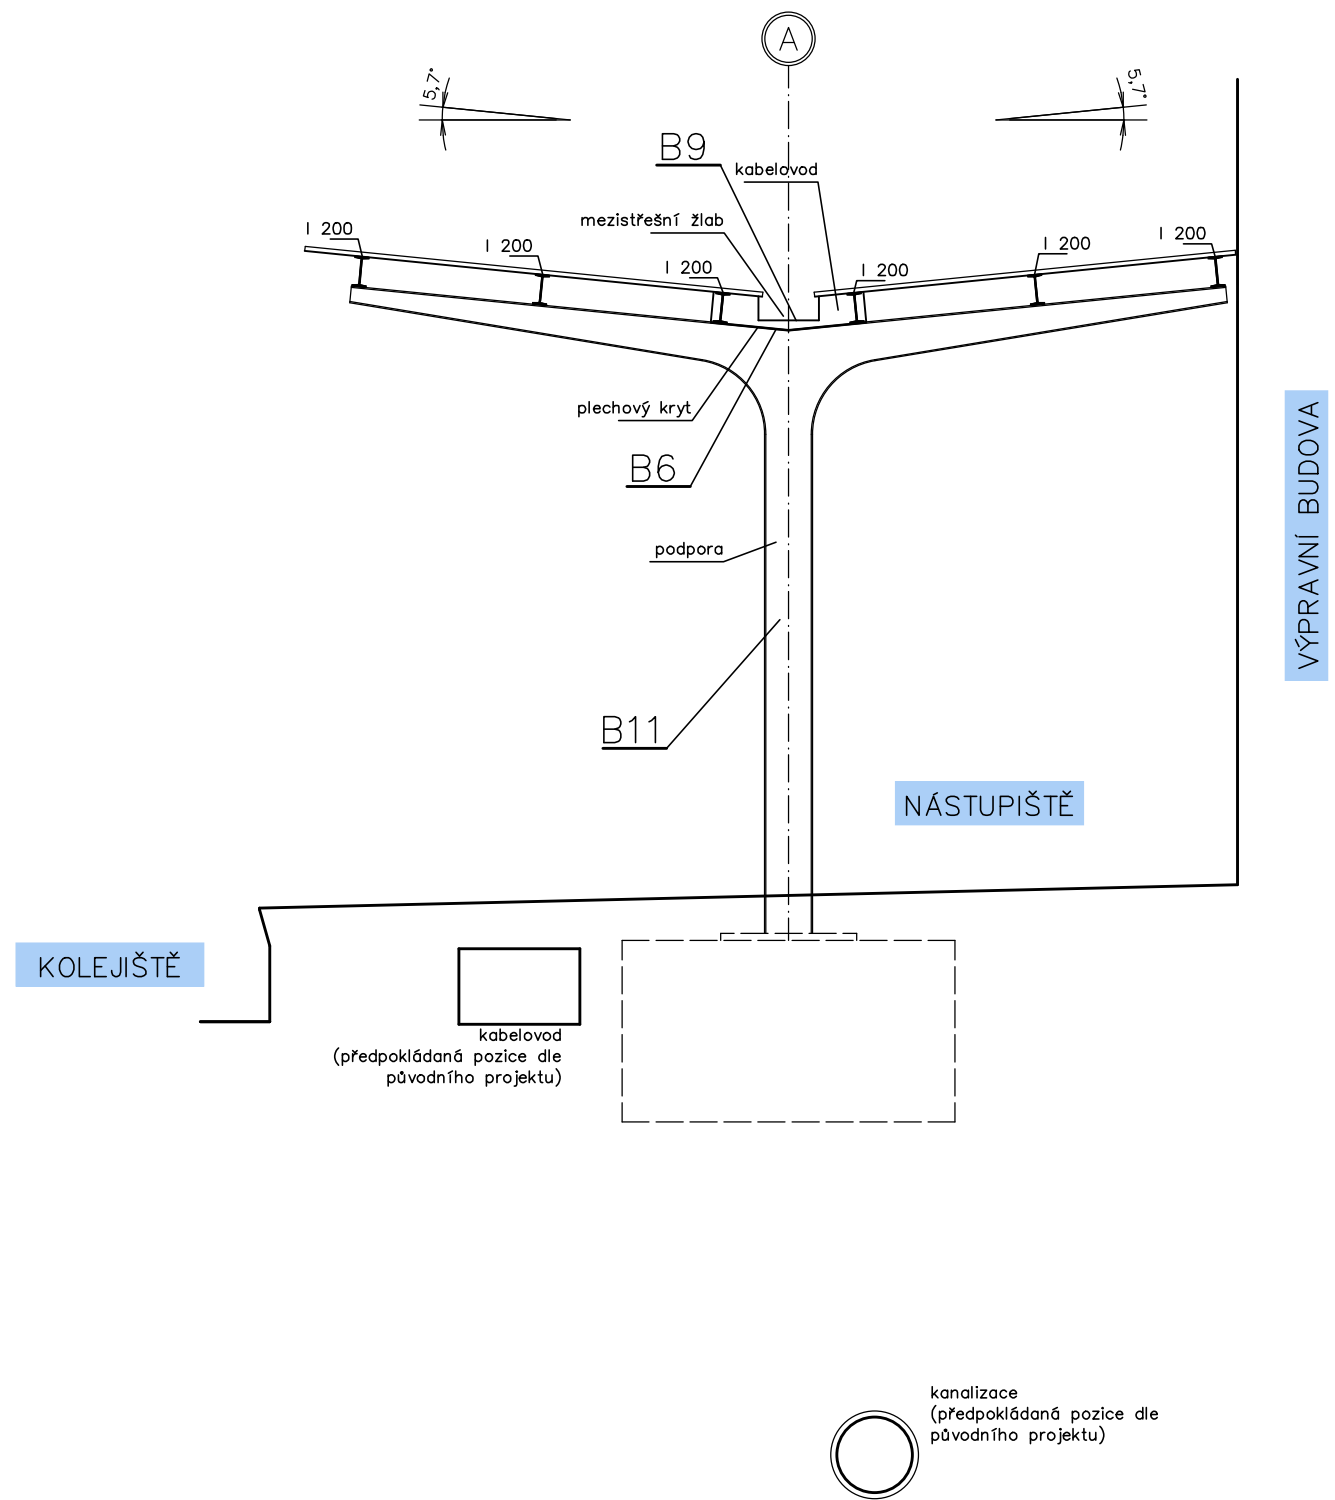 A
5,7°
5,7°
B9
kabelovod
mezistřešní žlab
I 200
I 200
I 200
I 200
I 200
I 200
plechový kryt
B6
podpora
B11
VÝPRAVNÍ BUDOVA
NÁSTUPIŠTĚ
KOLEJIŠTĚ
kabelovod
(předpokládaná pozice dle
původního projektu)
kanalizace
(předpokládaná pozice dle
původního projektu)